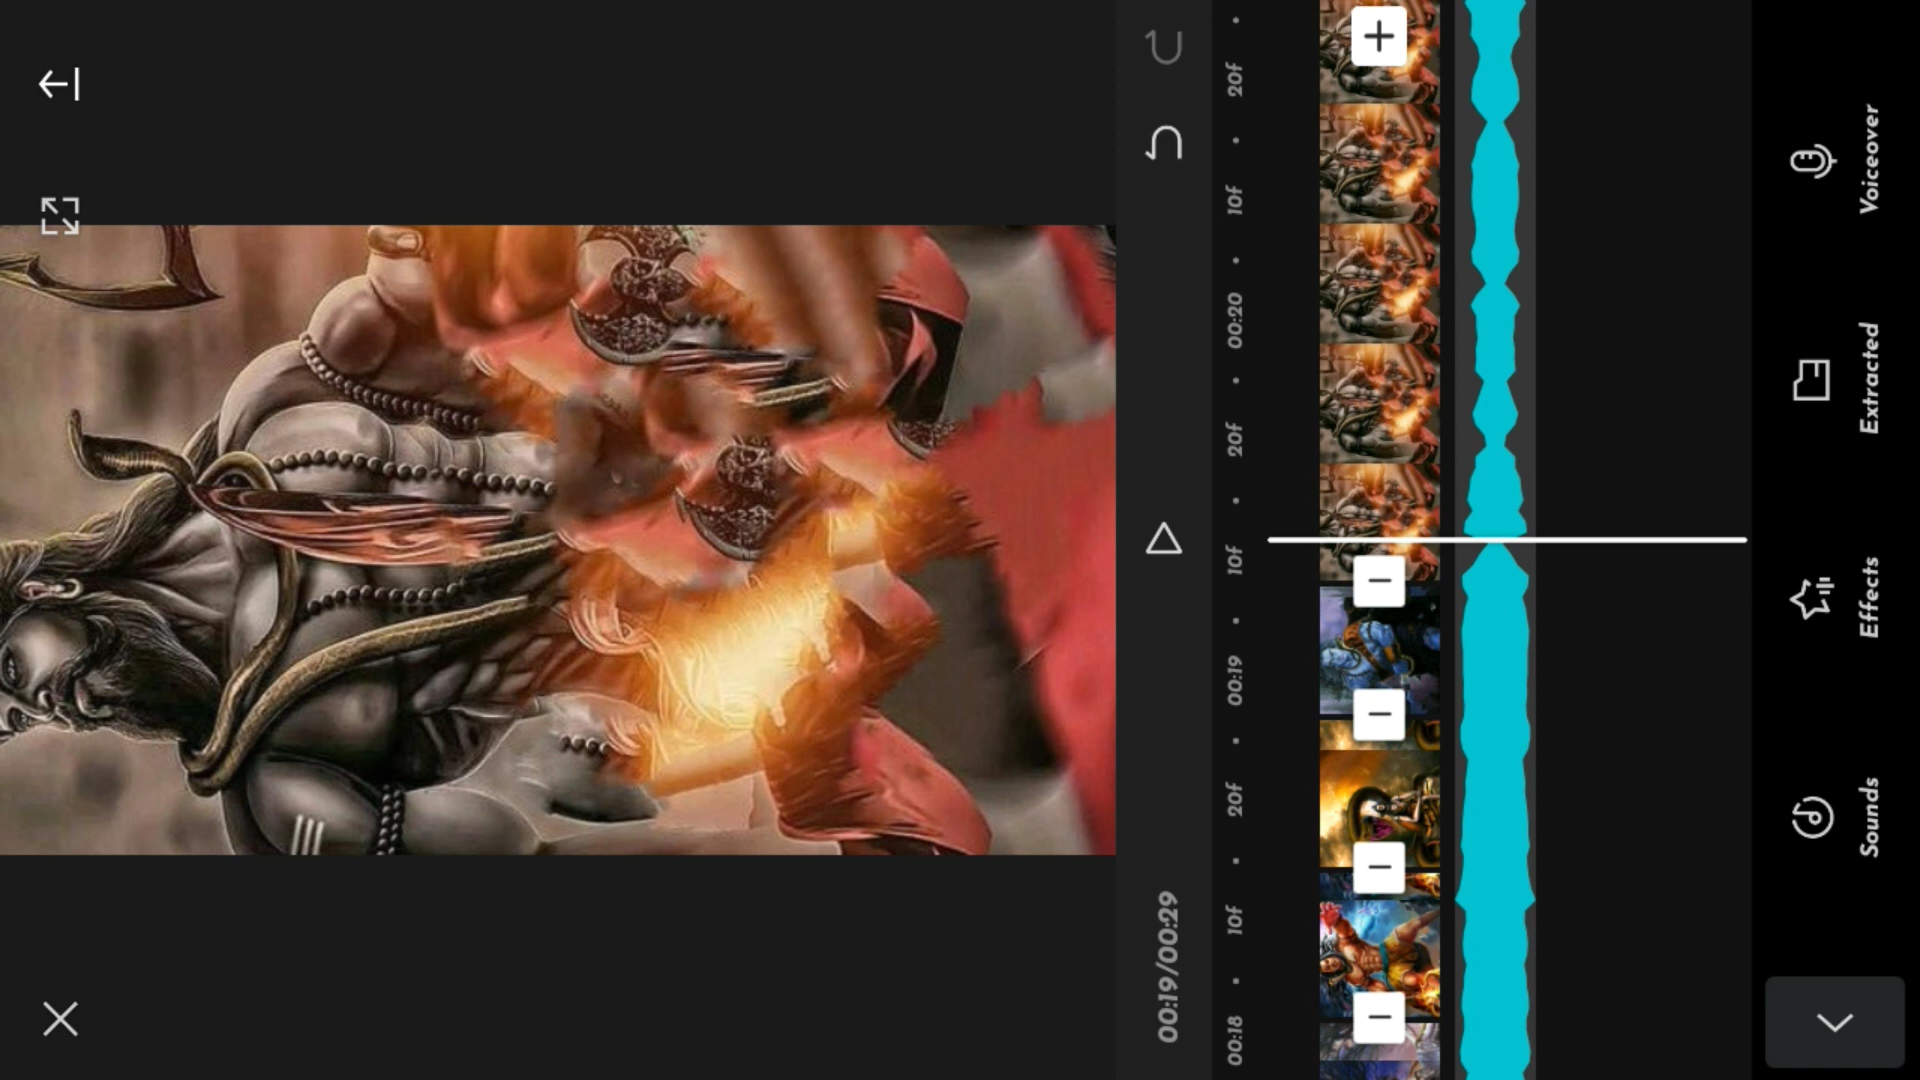 00:19/00:29
00:18
10f
20f
00:19
10f
20f
00:20
10f
20f
Sounds
Effects
Extracted
Voiceover